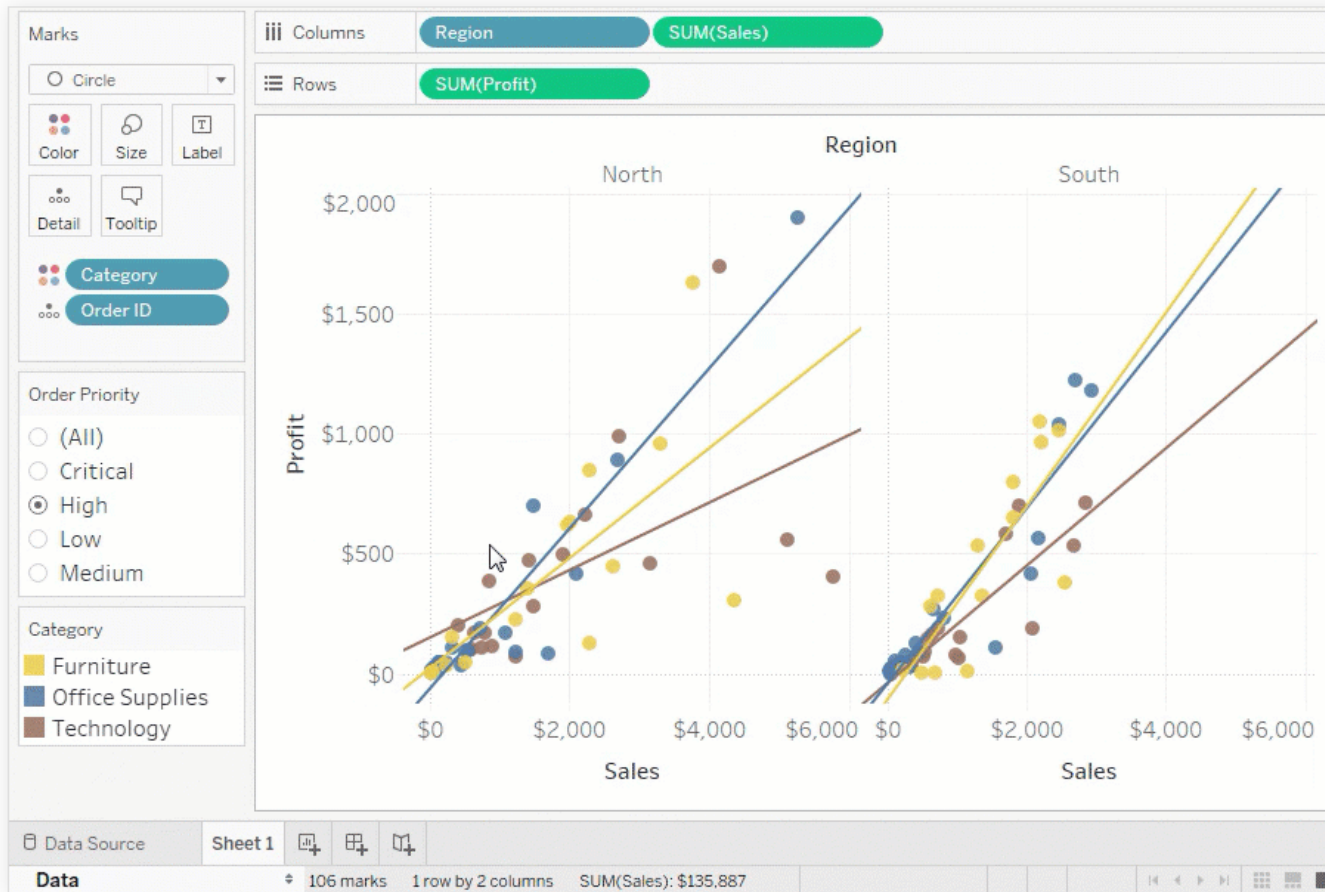 Marks
Circle
Color Size Label
Detail Tooltip
Category
Order ID
Order Priority
(All)
Critical
High
Low
Medium
Category
Furniture
Office Supplies
Technology
Columns Region SUM(Sales)
Rows SUM(Profit)
Region
North South
$2,000
$1,500
$1,000
$500
$0
Profit
$0 $2,000 $4,000 $6,000 $0 $2,000 $4,000 $6,000
Sales Sales
Data Source Sheet 1
Data 106 marks 1 row by 2 columns SUM(Sales): $135,887